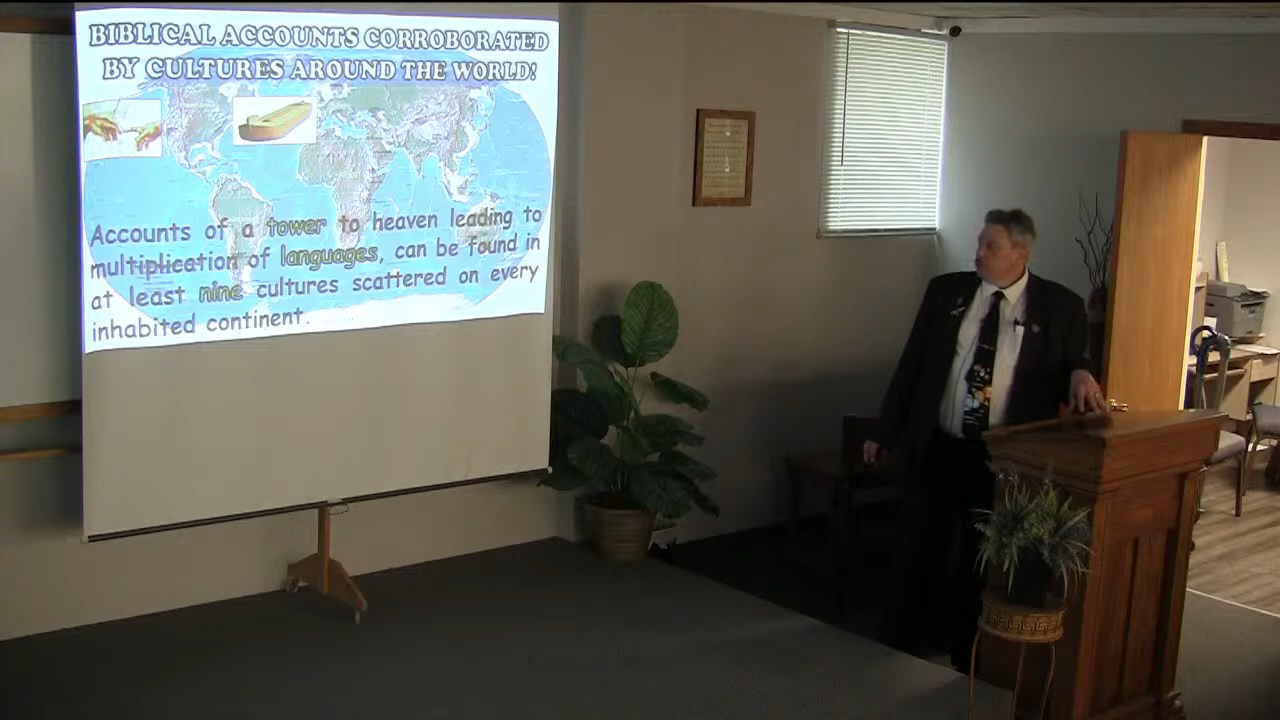 BIBLICAL ACCOUNTS CORROBORATED
BY CULTURES AROUND THE WORLD!
Accounts of a tower to heaven leading to
multiplication of languages, can be found in
at least nine cultures scattered on every
inhabited continent.